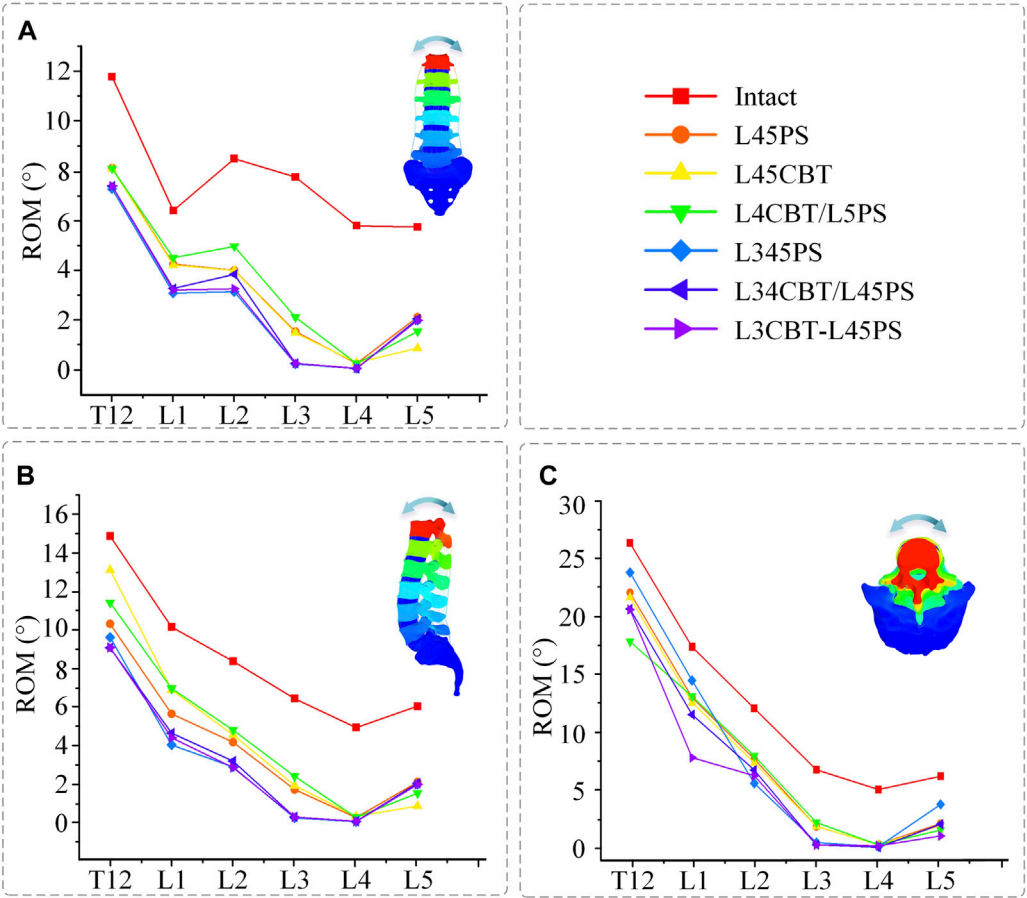 A
ROM (°)
12
10
8
6
4
2
0
T12 L1 L2 L3 L4 L5
Intact
L45PS
L45CBT
L4CBT/L5PS
L345PS
L34CBT/L45PS
L3CBT-L45PS
B
ROM (°)
16
14
12
10
8
6
4
2
0
T12 L1 L2 L3 L4 L5
C
ROM (°)
30
25
20
15
10
5
0
T12 L1 L2 L3 L4 L5